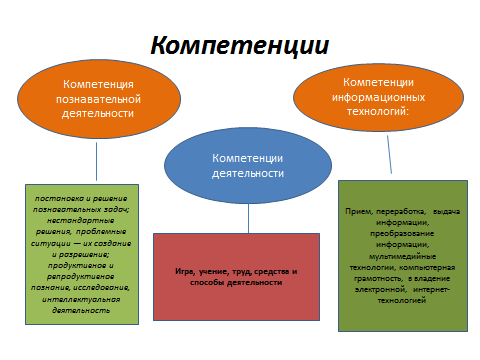 Компетенции
Компетенция
познавательной
деятельности
Компетенции
информационных
технологий:
Компетенции
деятельности
постановка и решение
познавательных задач;
нестандартные
решения, проблемные
ситуации — их создание
и разрешение;
продуктивное и
репродуктивное
познание, исследование,
интеллектуальная
деятельность
Игра, учение, труд, средства и
способы деятельности
Прием, переработка, выдача
информации,
преобразование
информации,
мультимедийные
технологии, компьютерная
грамотность, в владение
электронной, интернет-
технологией